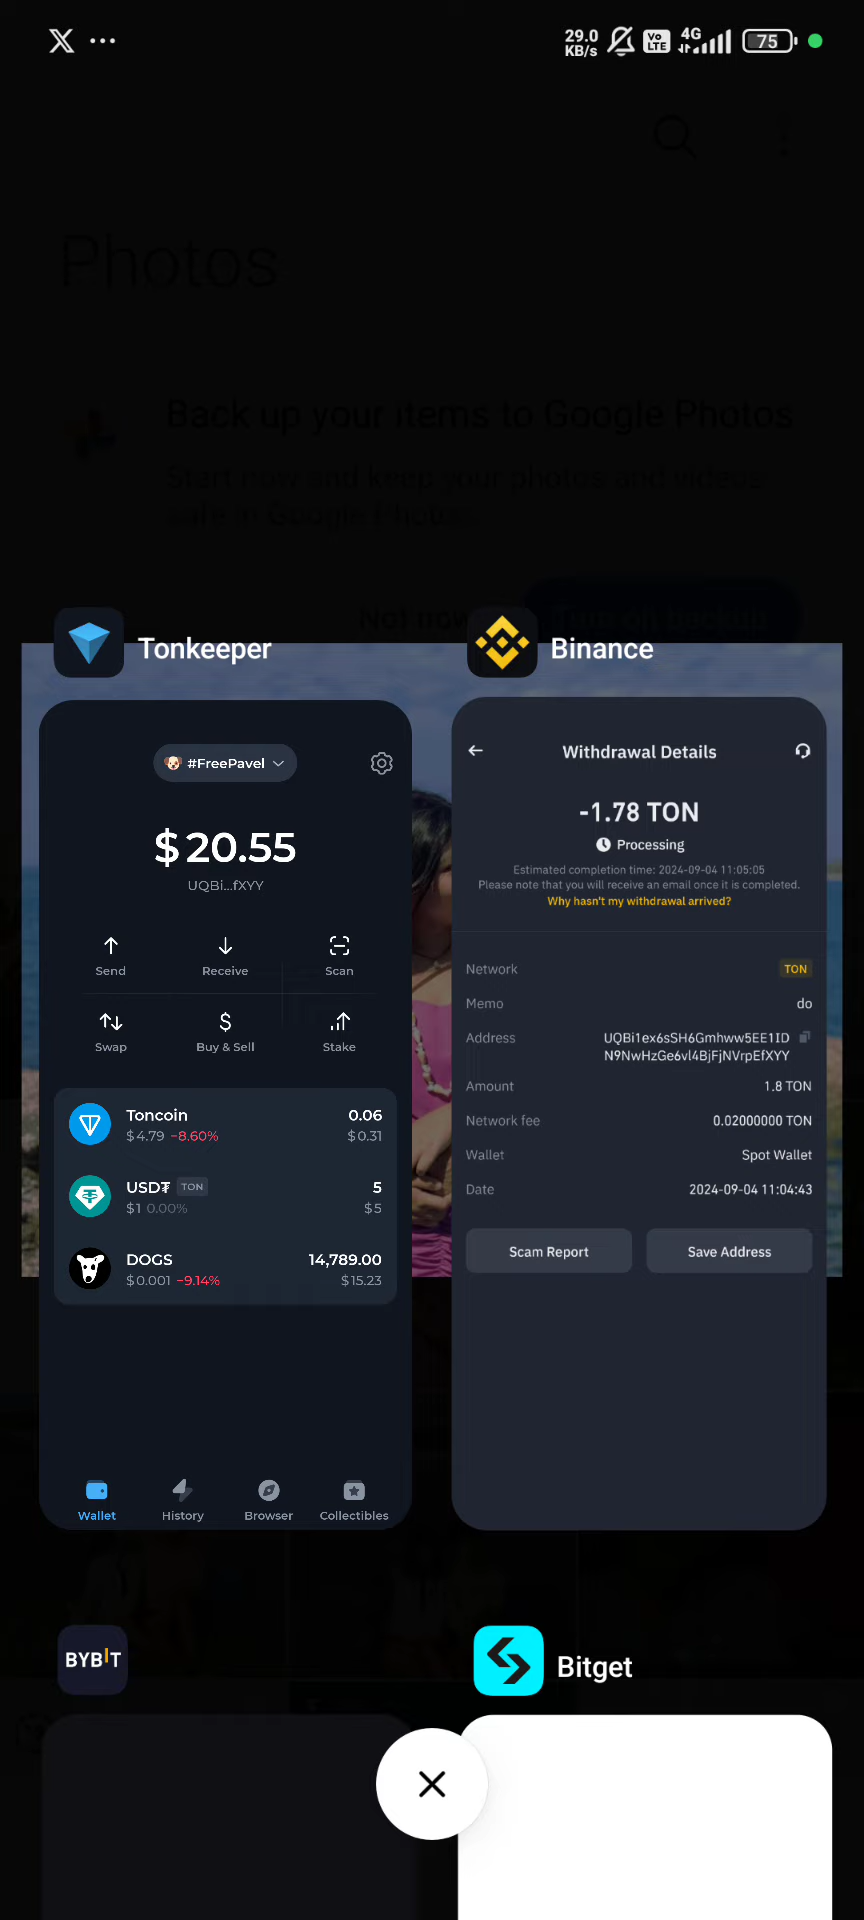 29.0
KB/s
Vo
LTE
4G
75
Photos
Back up your items to Google Photos
Start now and keep your photos and videos
safe in Google Photos.
Not now
Turn on backup
Tonkeeper
#FreePavel
$ 20.55
UQBi...fXYY
Send
Receive
Scan
Swap
Buy & Sell
Stake
Toncoin
0.06
$ 4.79 −8.60%
$ 0.31
USD₮ TON
5
$ 1 0.00%
$ 5
DOGS
14,789.00
$ 0.001 −9.14%
$ 15.23
Wallet
History
Browser
Collectibles
Binance
Withdrawal Details
-1.78 TON
Processing
Estimated completion time: 2024-09-04 11:05:05
Please note that you will receive an email once it is completed.
Why hasn't my withdrawal arrived?
Network
TON
Memo
do
Address
UQBi1ex6sSH6Gmhww5EE1ID
N9NwHzGe6vl4BjFjNVrpEfXYY
Amount
1.8 TON
Network fee
0.02000000 TON
Wallet
Spot Wallet
Date
2024-09-04 11:04:43
Scam Report
Save Address
BYBIT
Bitget